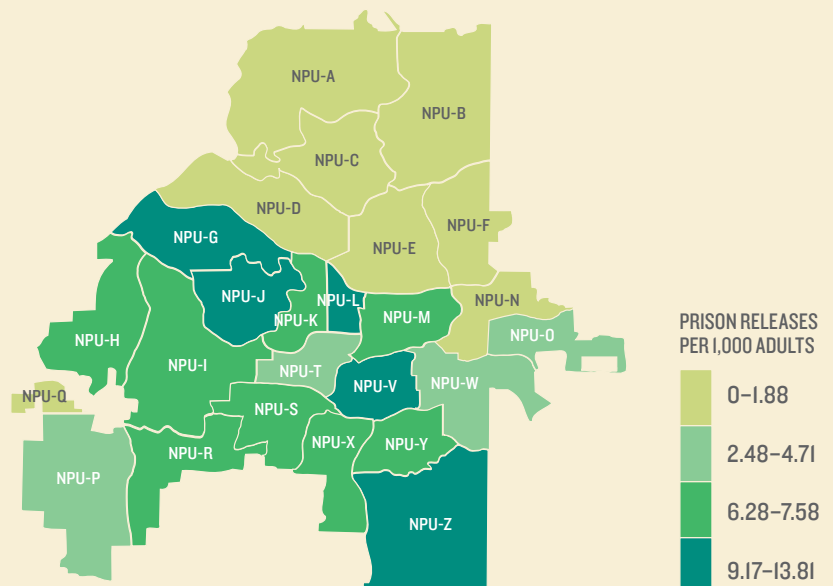 NPU-A
NPU-B
NPU-C
NPU-D
NPU-F
NPU-G
NPU-E
NPU-J
NPU-L
NPU-N
NPU-K
NPU-M
NPU-H
NPU-O
NPU-I
NPU-T
NPU-V
NPU-W
NPU-Q
NPU-S
NPU-X
NPU-Y
NPU-R
NPU-P
NPU-Z
PRISON RELEASES
PER 1,000 ADULTS
0–1.88
2.48–4.71
6.28–7.58
9.17–13.81